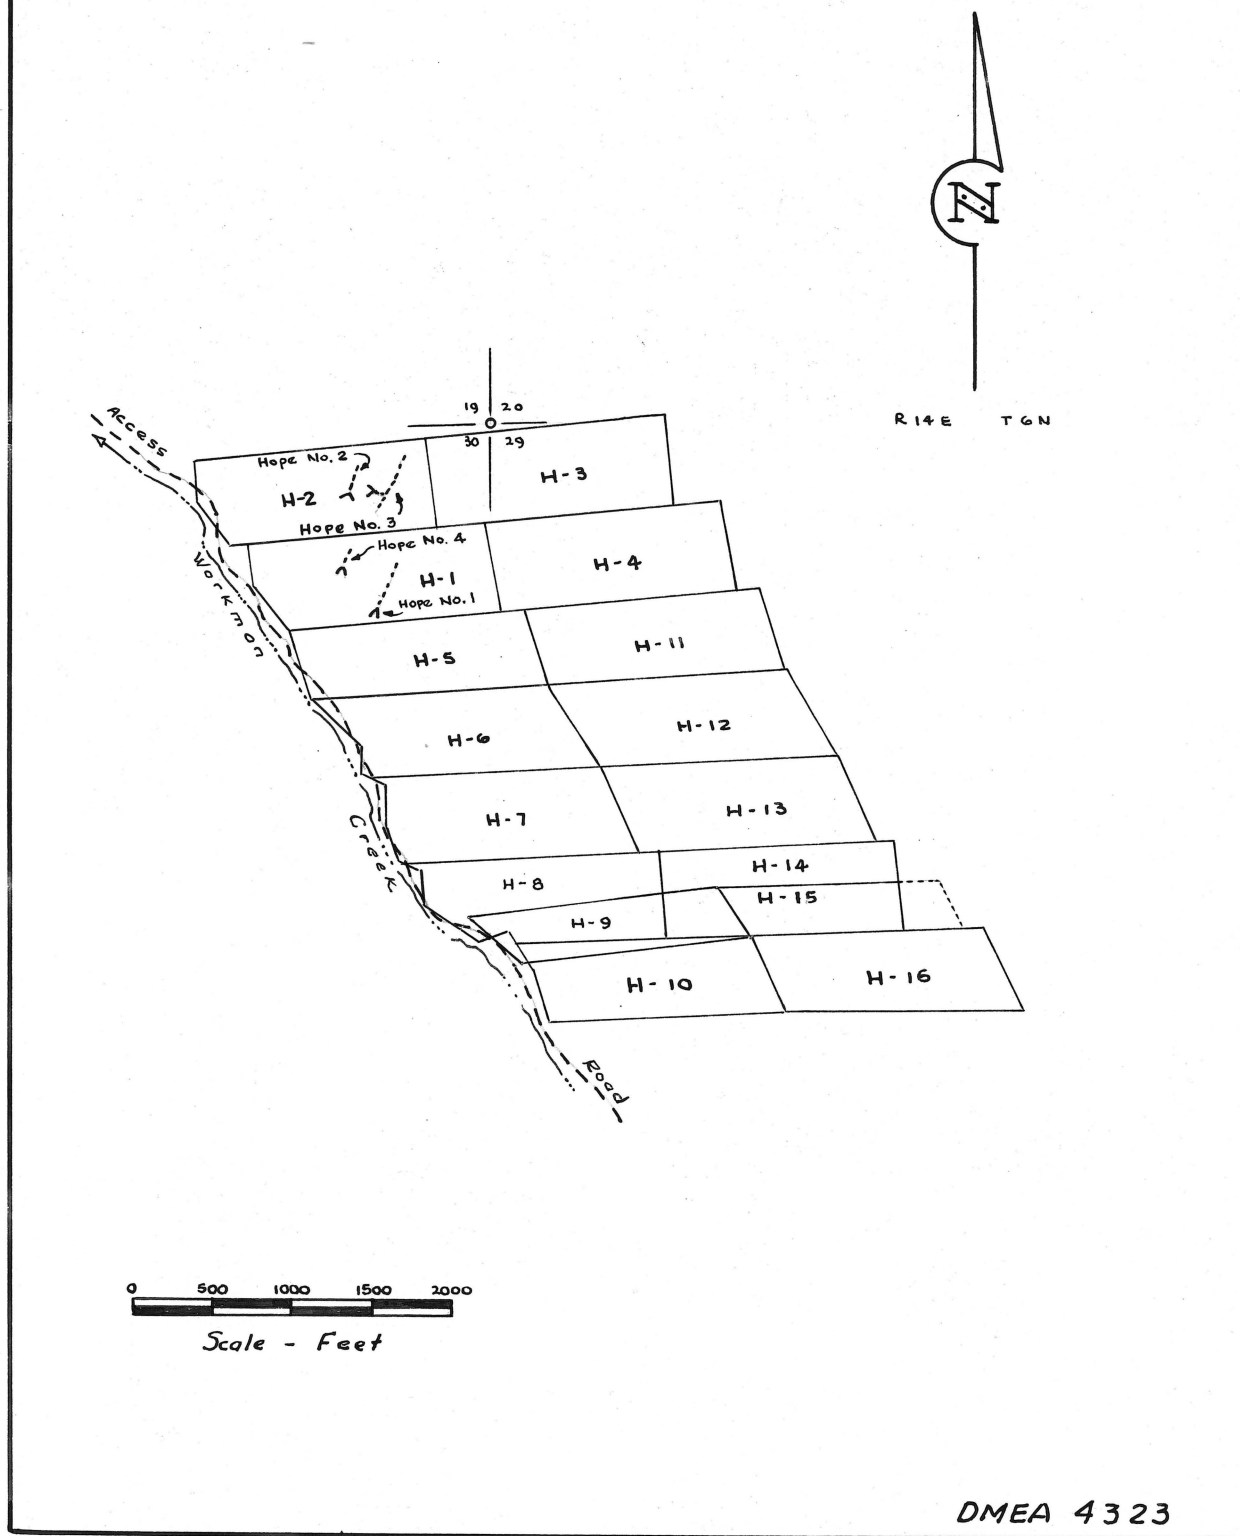 N
R 14 E T 6 N
19 20
30 29
Access
Hope No. 2
H-2
H-3
Hope No. 3
Hope No. 4
H-1
H-4
Hope No. 1
Workman
H-5
H-11
H-6
H-12
H-7
H-13
Creek
H-8
H-14
H-15
H-9
H-10
H-16
Road
0 500 1000 1500 2000
Scale - Feet
DMEA 4323